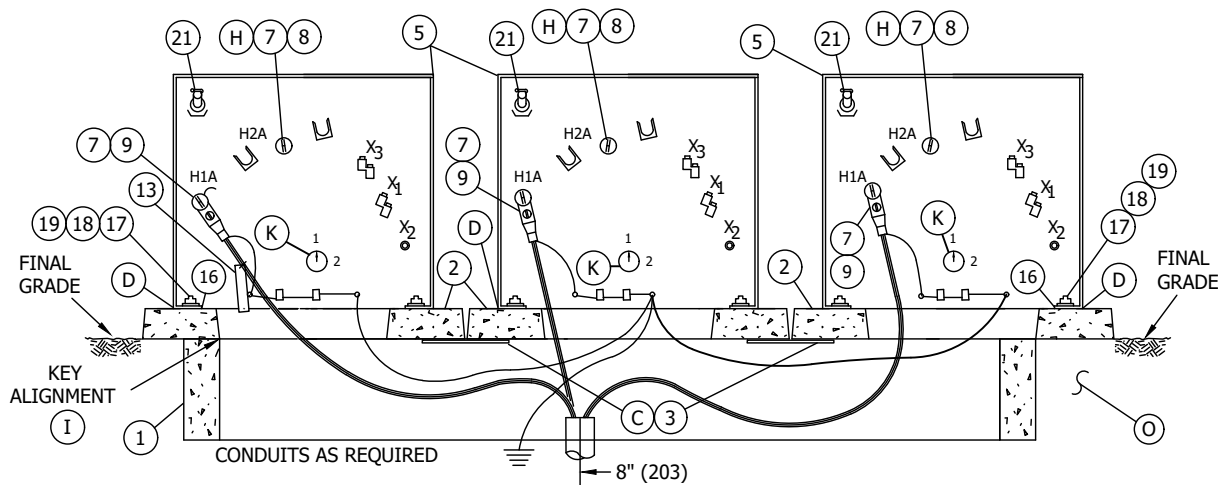 21 H 7 8 5 21 H 7 8 5 21 H 7 8
H2A H2A H2A
X3 X3 X3
7 9 7 9 19
H1A H1A H1A
13 X1 X1 X1 18
19 18 17 K X2 D X2 7 K X2 17
1 1 1
2 K 2 9 2
FINAL
GRADE
D 16 2 2 16 D
FINAL
GRADE
KEY
ALIGNMENT
I
1
C 3
O
CONDUITS AS REQUIRED
8" (203)